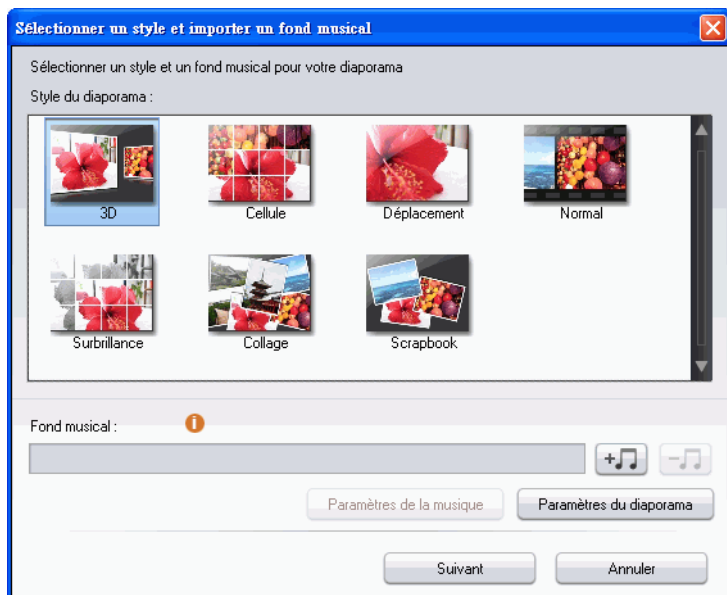 Sélectionner un style et importer un fond musical
Sélectionner un style et un fond musical pour votre diaporama
Style du diaporama :
3D Cellule Déplacement Normal
Surbrillance Collage Scrapbook
Fond musical :
Paramètres de la musique Paramètres du diaporama
Suivant Annuler